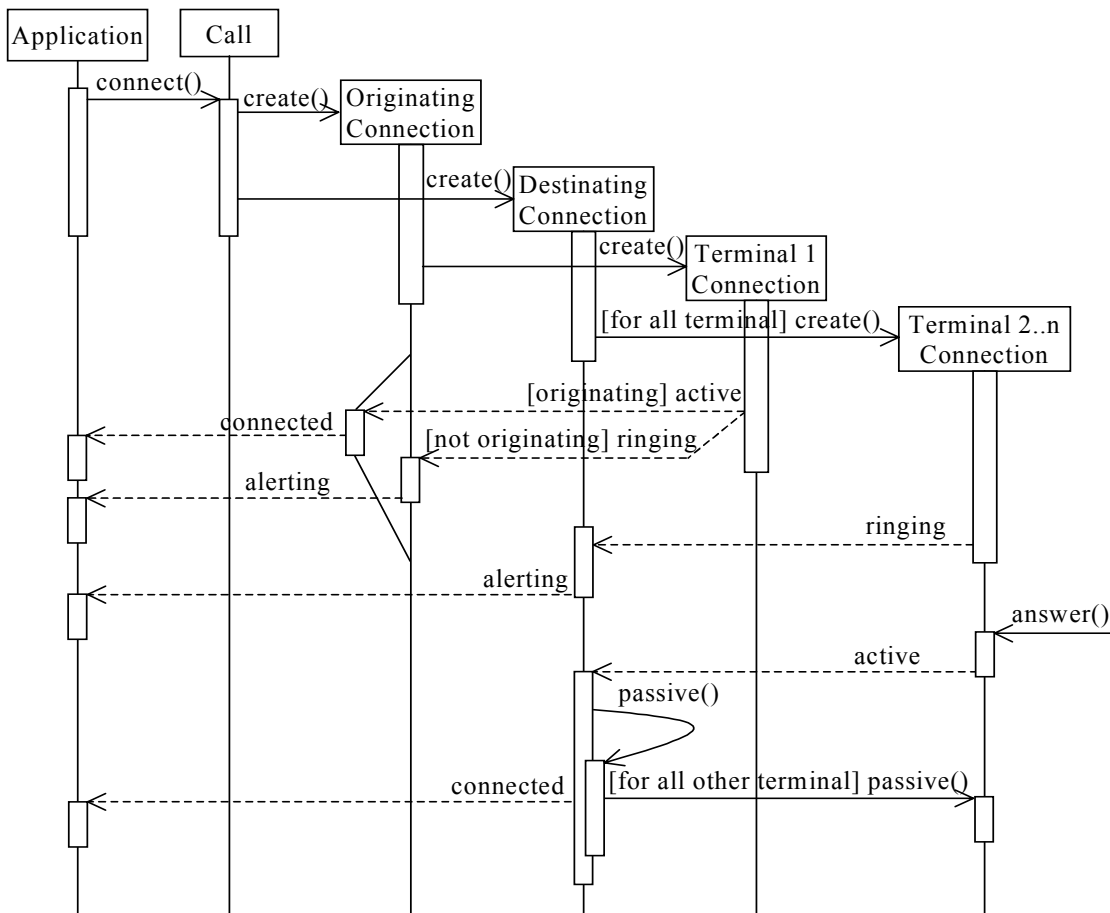 Application
Call
connect()
create()
Originating
Connection
create()
Destinating
Connection
create()
Terminal 1
Connection
[for all terminal] create()
Terminal 2..n
Connection
[originating] active
connected
[not originating] ringing
alerting
ringing
alerting
answer()
active
passive()
connected
[for all other terminal] passive()